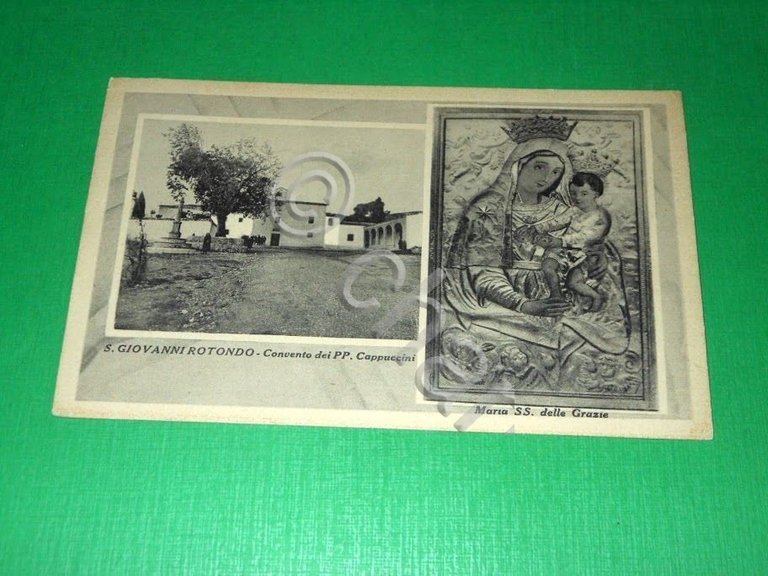 S. GIOVANNI ROTONDO - Convento dei PP. Cappuccini
Maria SS. delle Grazie